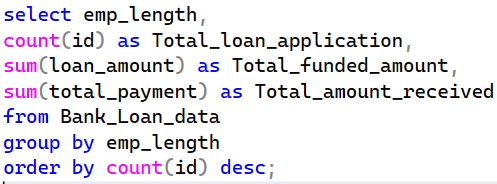 select emp_length,
count(id) as Total_loan_application,
sum(loan_amount) as Total_funded_amount,
sum(total_payment) as Total_amount_received
from Bank_Loan_data
group by emp_length
order by count(id) desc;